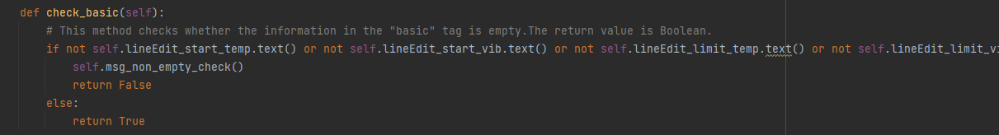 def check_basic(self):
# This method checks whether the information in the "basic" tag is empty.The return value is Boolean.
if not self.lineEdit_start_temp.text() or not self.lineEdit_start_vib.text() or not self.lineEdit_limit_temp.text() or not self.lineEdit_limit_vi
self.msg_non_empty_check()
return False
else:
return True